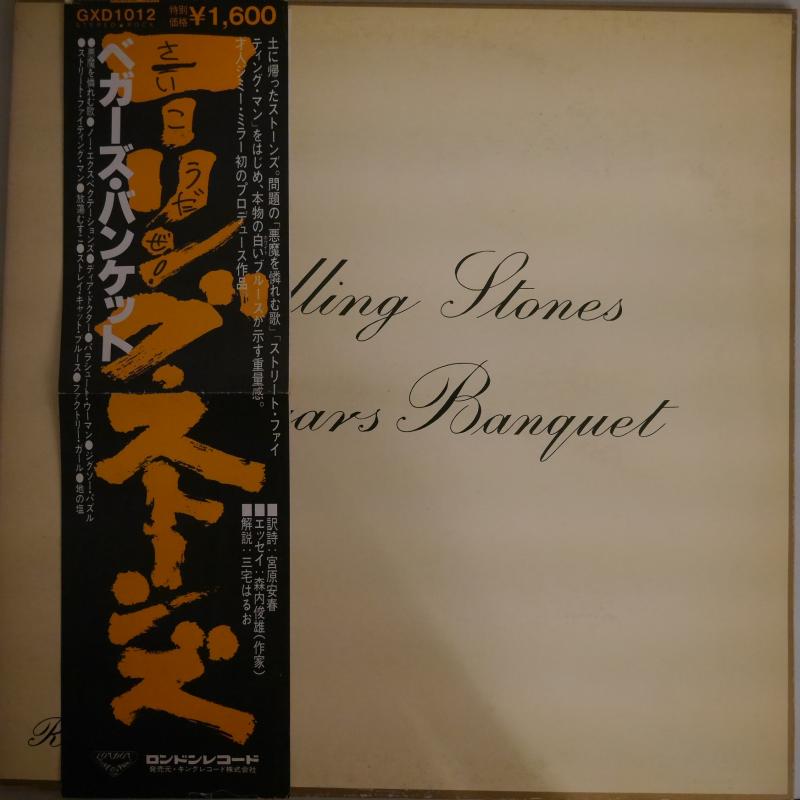 GXD1012
STEREO★ROCK
特別
価格
¥1,600
土に帰ったストーンズ。問題の「悪魔を憐れむ歌」「ストリート・ファイ
ティング・マン」をはじめ、本物の白いブルースが示す重量感。
才人ジミー・ミラー初のプロデュース作品
ローリング・ストーンズ
さいこうだぜ!
ベガーズ・バンケット
●悪魔を憐れむ歌●ノー・エクスペクテーションズ●ディア・ドクター●パラシュート・ウーマン●ジグソー・パズル
●ストリート・ファイティング・マン●放蕩むすこ●ストレイ・キャット・ブルース●ファクトリー・ガール●地の塩
■訳詩:宮原安春
■エッセイ:森内俊雄(作家)
■解説:三宅はるお
lling Stones
gars Banquet
R
LONDON
ロンドンレコード
発売元・キングレコード株式会社